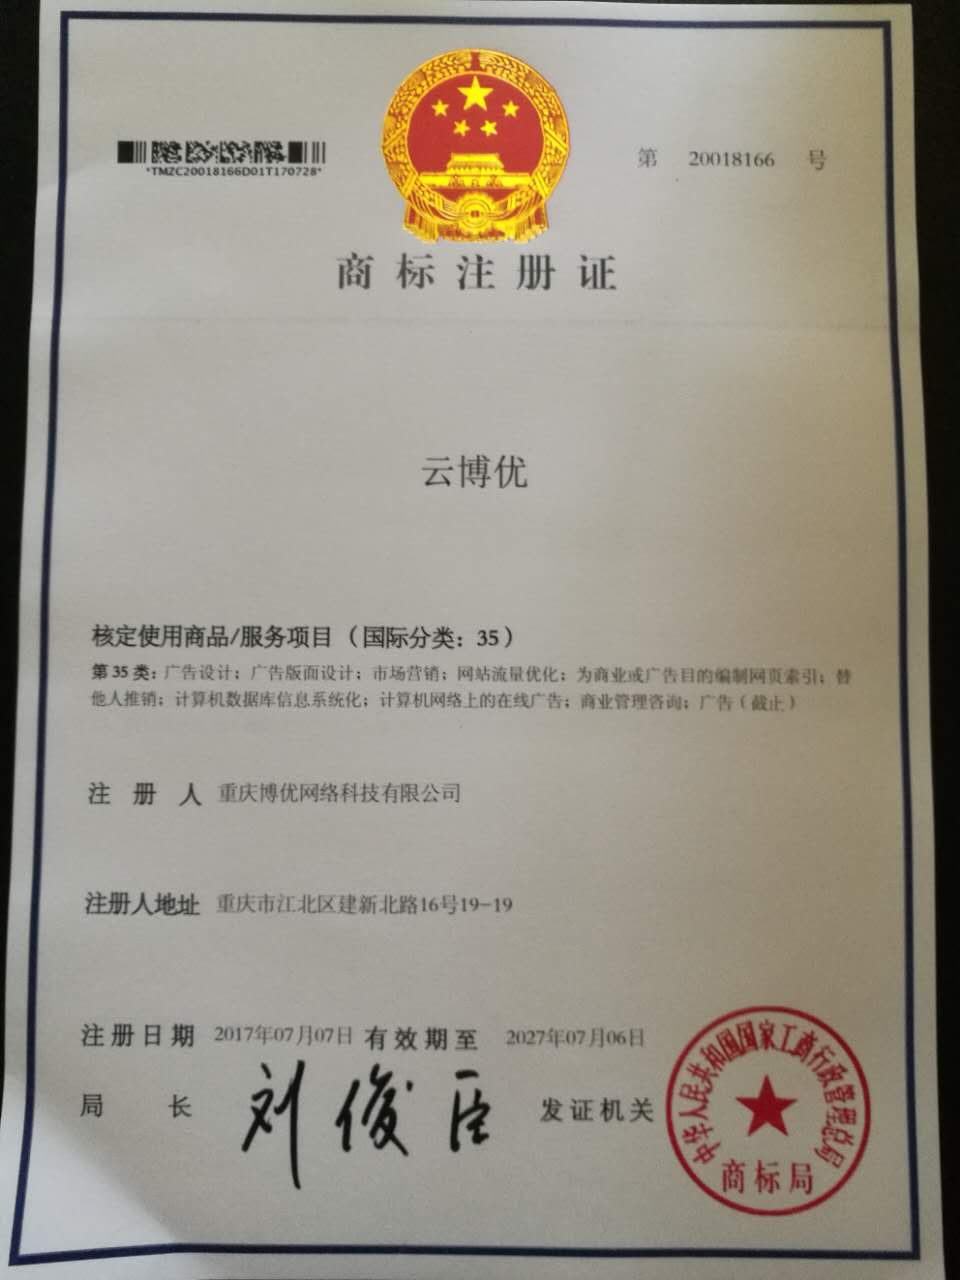 *TMZC20018166D01T170728*
第 20018166 号
商标注册证
云博优
核定使用商品/服务项目（国际分类：35）
第35类：广告设计；广告版面设计；市场营销；网站流量优化；为商业或广告目的编制网页索引；替
他人推销；计算机数据库信息系统化；计算机网络上的在线广告；商业管理咨询；广告（截止）
注册人 重庆博优网络科技有限公司
注册人地址 重庆市江北区建新北路16号19-19
注册日期 2017年07月07日 有效期至 2027年07月06日
局长 刘俊臣 发证机关
中华人民共和国国家工商行政管理总局
商标局